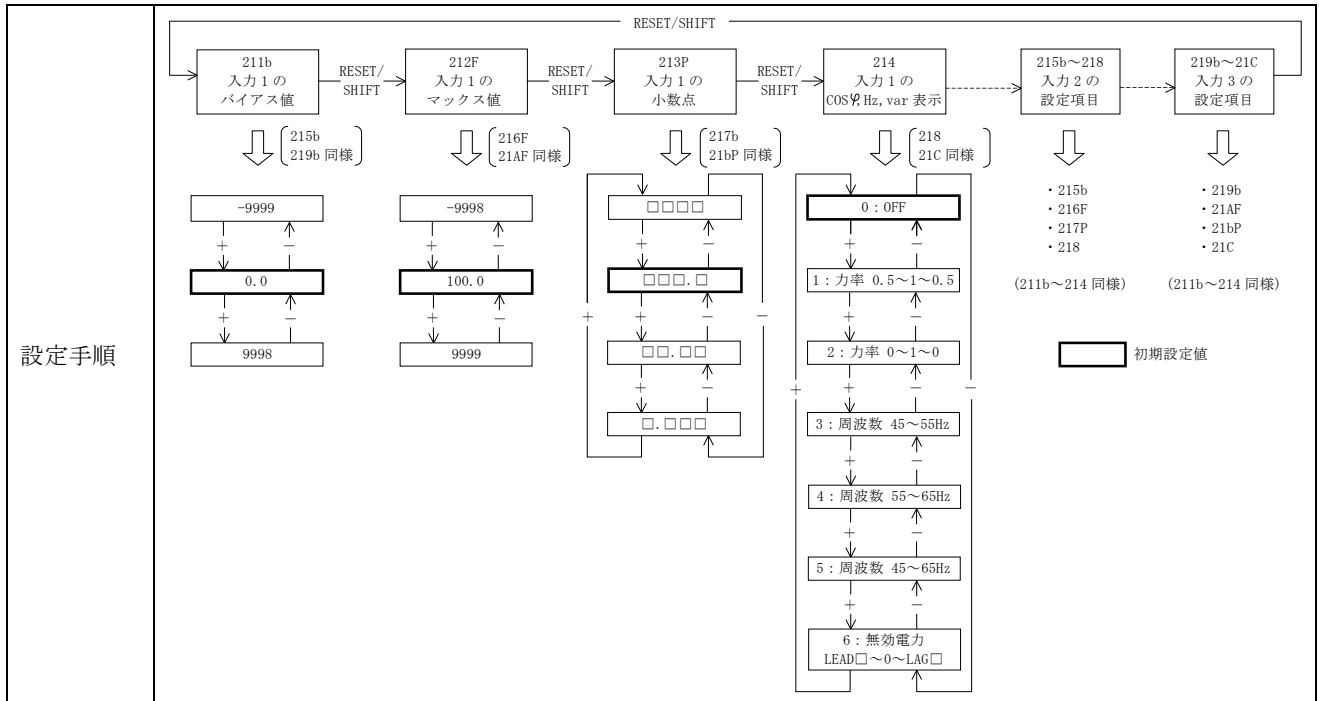 設定手順
RESET/SHIFT
211b
入力1の
バイアス値
RESET/
SHIFT
212F
入力1の
マックス値
RESET/
SHIFT
213P
入力1の
小数点
RESET/
SHIFT
214
入力1の
COSφ,Hz,var 表示
215b～218
入力2の
設定項目
219b～21C
入力3の
設定項目
215b
219b 同様
216F
21AF 同様
217b
21bP 同様
218
21C 同様
-9999
+ −
0.0
+ −
9998
-9998
+ −
100.0
+ −
9999
□□□□
+ −
□□□.□
+ + − −
□□.□□
+ −
□.□□□
0：OFF
+ −
1：力率 0.5～1～0.5
+ −
2：力率 0～1～0
+ + − −
3：周波数 45～55Hz
+ −
4：周波数 55～65Hz
+ −
5：周波数 45～65Hz
+ −
6：無効電力
LEAD□～0～LAG□
・215b
・216F
・217P
・218
(211b～214 同様)
・219b
・21AF
・21bP
・21C
(211b～214 同様)
初期設定値